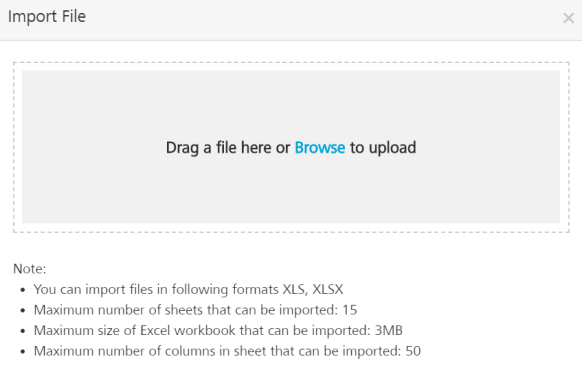 Import File
Drag a file here or Browse to upload
Note:
• You can import files in following formats XLS, XLSX
• Maximum number of sheets that can be imported: 15
• Maximum size of Excel workbook that can be imported: 3MB
• Maximum number of columns in sheet that can be imported: 50